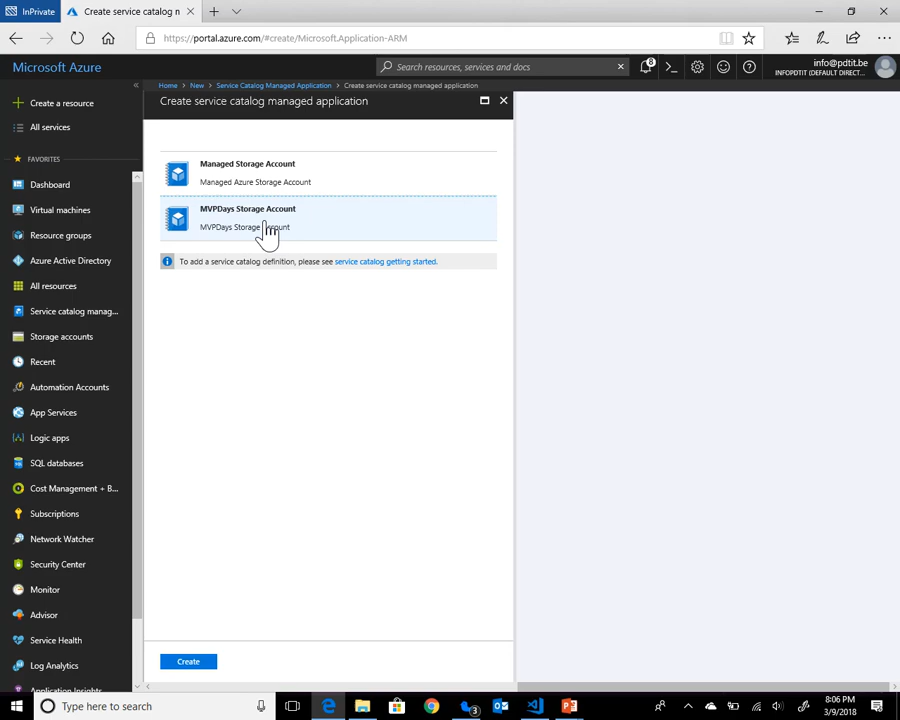 InPrivate
Create service catalog n
https://portal.azure.com/#create/Microsoft.Application-ARM
Microsoft Azure
Search resources, services and docs
8
info@pdtit.be
INFOPDTIT (DEFAULT DIRECT...
Home
New
Service Catalog Managed Application
Create service catalog managed application
Create a resource
All services
FAVORITES
Dashboard
Virtual machines
Resource groups
Azure Active Directory
All resources
Service catalog manag...
Storage accounts
Recent
Automation Accounts
App Services
Logic apps
SQL databases
Cost Management + B...
Subscriptions
Network Watcher
Security Center
Monitor
Advisor
Service Health
Log Analytics
Application Insights
Create service catalog managed application
Managed Storage Account
Managed Azure Storage Account
MVPDays Storage Account
MVPDays Storage Account
To add a service catalog definition, please see service catalog getting started.
Create
Type here to search
3
8:06 PM
3/9/2018